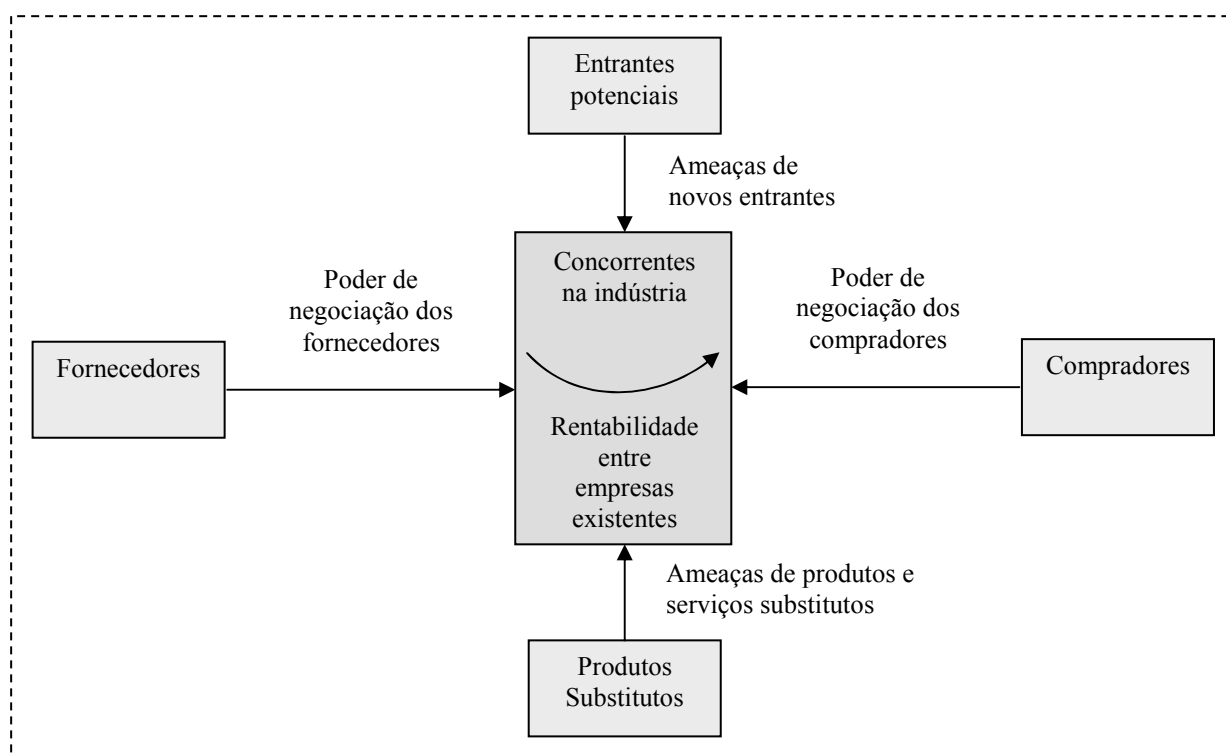 Entrantes
potenciais
Ameaças de
novos entrantes
Concorrentes
na indústria
Poder de
negociação dos
fornecedores
Poder de
negociação dos
compradores
Fornecedores
Compradores
Rentabilidade
entre
empresas
existentes
Ameaças de produtos e
serviços substitutos
Produtos
Substitutos